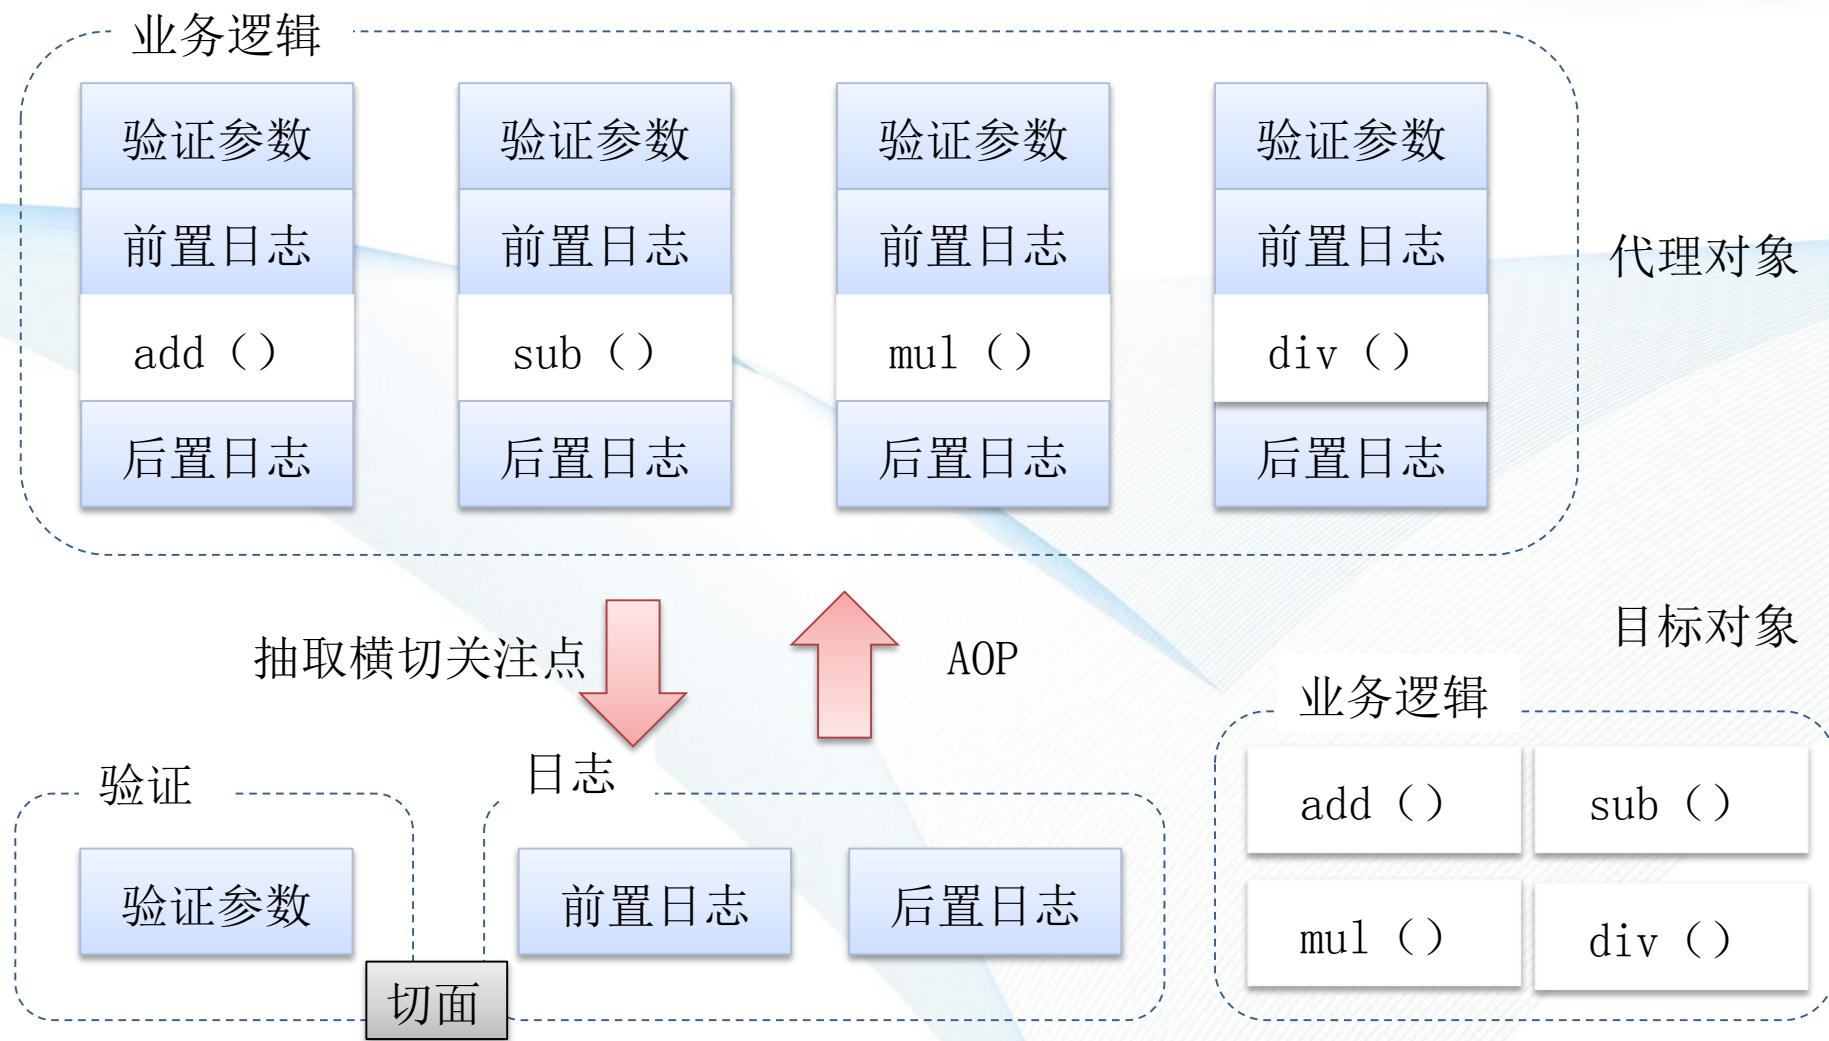 业务逻辑
验证参数 验证参数 验证参数 验证参数
前置日志 前置日志 前置日志 前置日志
代理对象
add（） sub（） mul（） div（）
后置日志 后置日志 后置日志 后置日志
目标对象
抽取横切关注点 AOP
业务逻辑
验证 日志
add（） sub（）
验证参数 前置日志 后置日志
mul（） div（）
切面